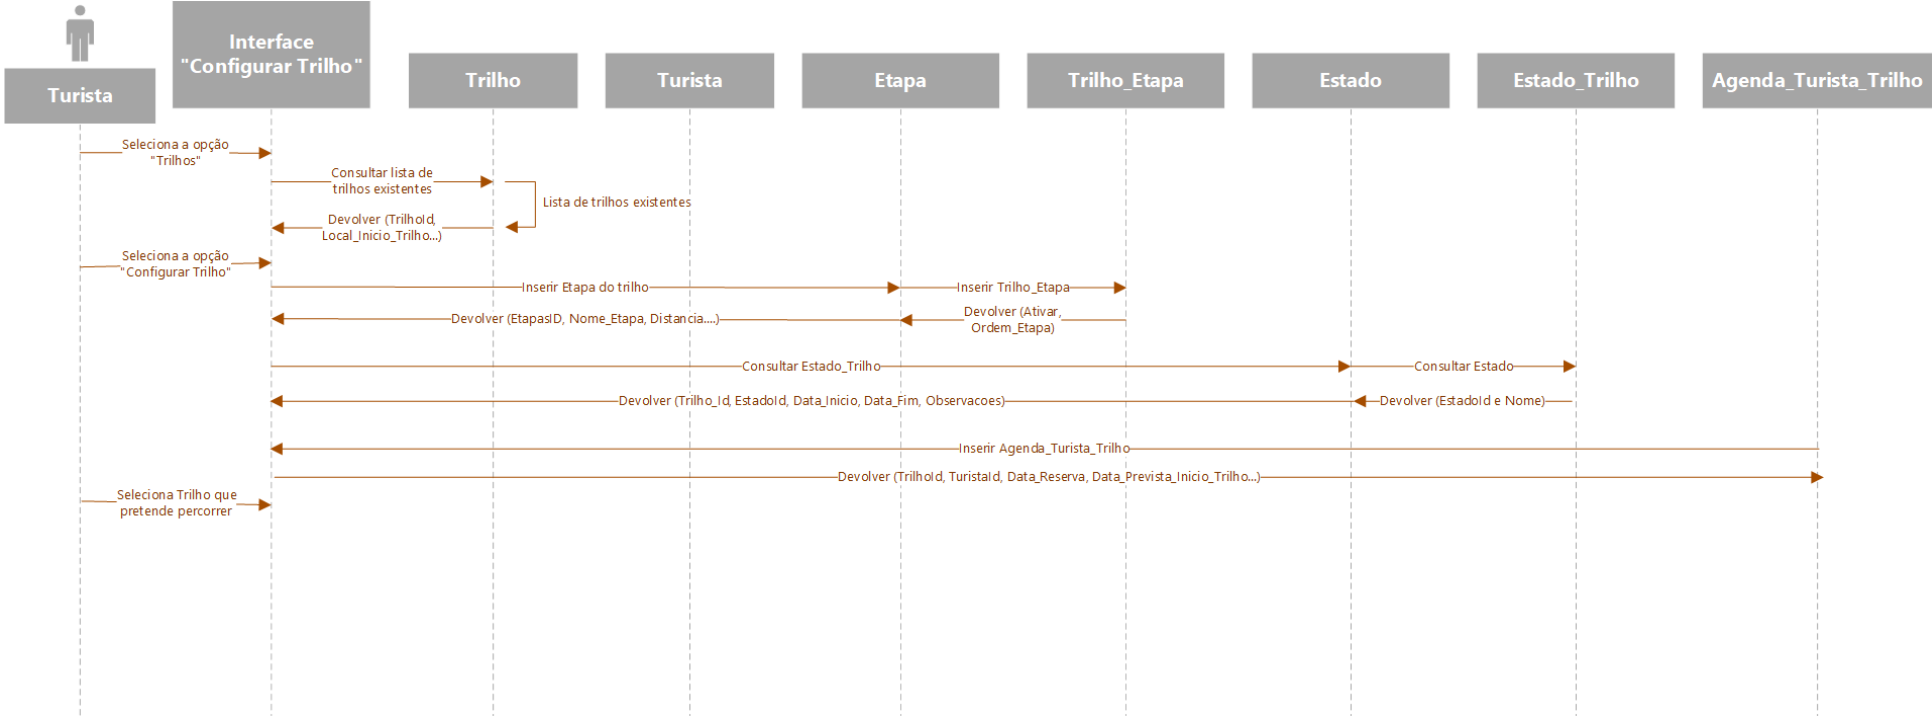 Turista
Interface
"Configurar Trilho"
Trilho
Turista
Etapa
Trilho_Etapa
Estado
Estado_Trilho
Agenda_Turista_Trilho
Seleciona a opção
"Trilhos"
Consultar lista de
trilhos existentes
Lista de trilhos existentes
Devolver (TrilhoId,
Local_Inicio_Trilho...)
Seleciona a opção
"Configurar Trilho"
Inserir Etapa do trilho
Inserir Trilho_Etapa
Devolver (EtapasID, Nome_Etapa, Distancia....)
Devolver (Ativar,
Ordem_Etapa)
Consultar Estado_Trilho
Consultar Estado
Devolver (Trilho_Id, EstadoId, Data_Inicio, Data_Fim, Observacoes)
Devolver (EstadoId e Nome)
Inserir Agenda_Turista_Trilho
Devolver (TrilhoId, TuristaId, Data_Reserva, Data_Prevista_Inicio_Trilho...)
Seleciona Trilho que
pretende percorrer